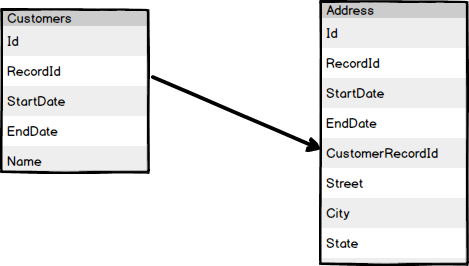 Customers
Id
RecordId
StartDate
EndDate
Name
Address
Id
RecordId
StartDate
EndDate
CustomerRecordId
Street
City
State